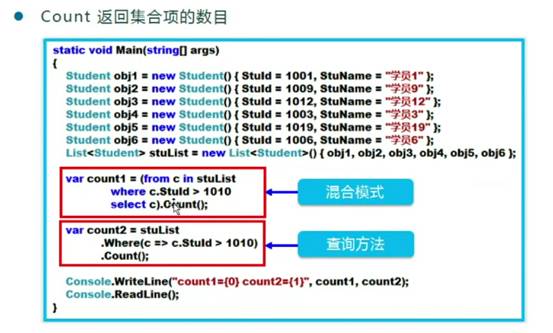 Count 返回集合项的数目
static void Main(string[] args)
{
Student obj1 = new Student() { StuId = 1001, StuName = "学员1" };
Student obj2 = new Student() { StuId = 1009, StuName = "学员9" };
Student obj3 = new Student() { StuId = 1012, StuName = "学员12" };
Student obj4 = new Student() { StuId = 1003, StuName = "学员3" };
Student obj5 = new Student() { StuId = 1019, StuName = "学员19" };
Student obj6 = new Student() { StuId = 1006, StuName = "学员6" };
List<Student> stuList = new List<Student>() { obj1, obj2, obj3, obj4, obj5, obj6 };
var count1 = (from c in stuList
where c.StuId > 1010
select c).Count();
混合模式
var count2 = stuList
.Where(c => c.StuId > 1010)
.Count();
查询方法
Console.WriteLine("count1={0} count2={1}", count1, count2);
Console.ReadLine();
}